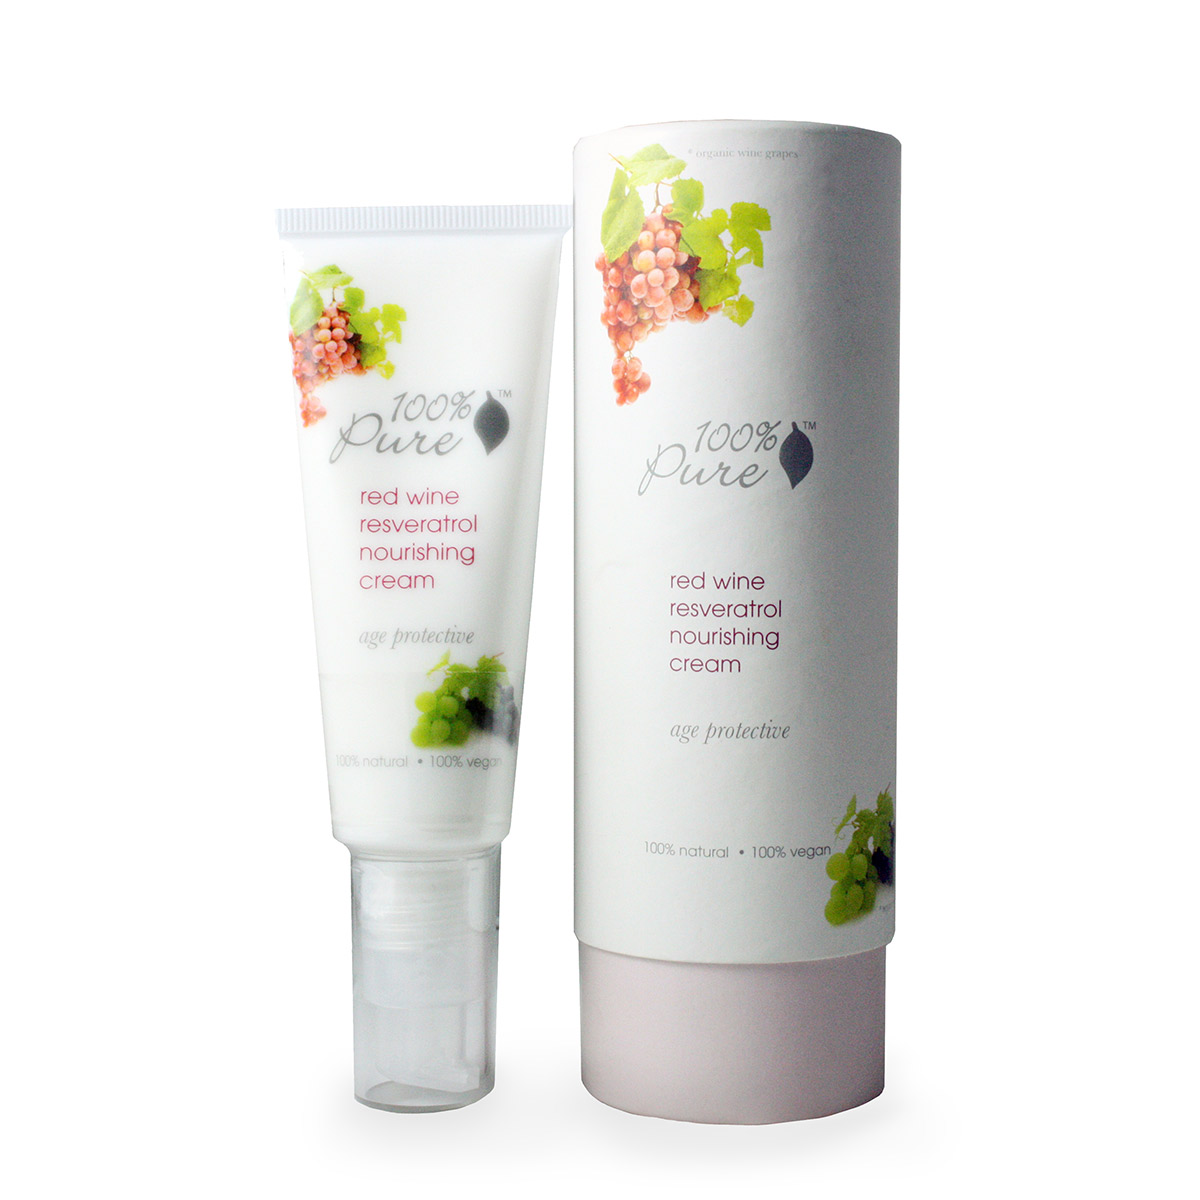 100%
Pure ™
red wine
resveratrol
nourishing
cream
age protective
100% natural • 100% vegan
* organic wine grapes
100%
Pure ™
red wine
resveratrol
nourishing
cream
age protective
100% natural • 100% vegan